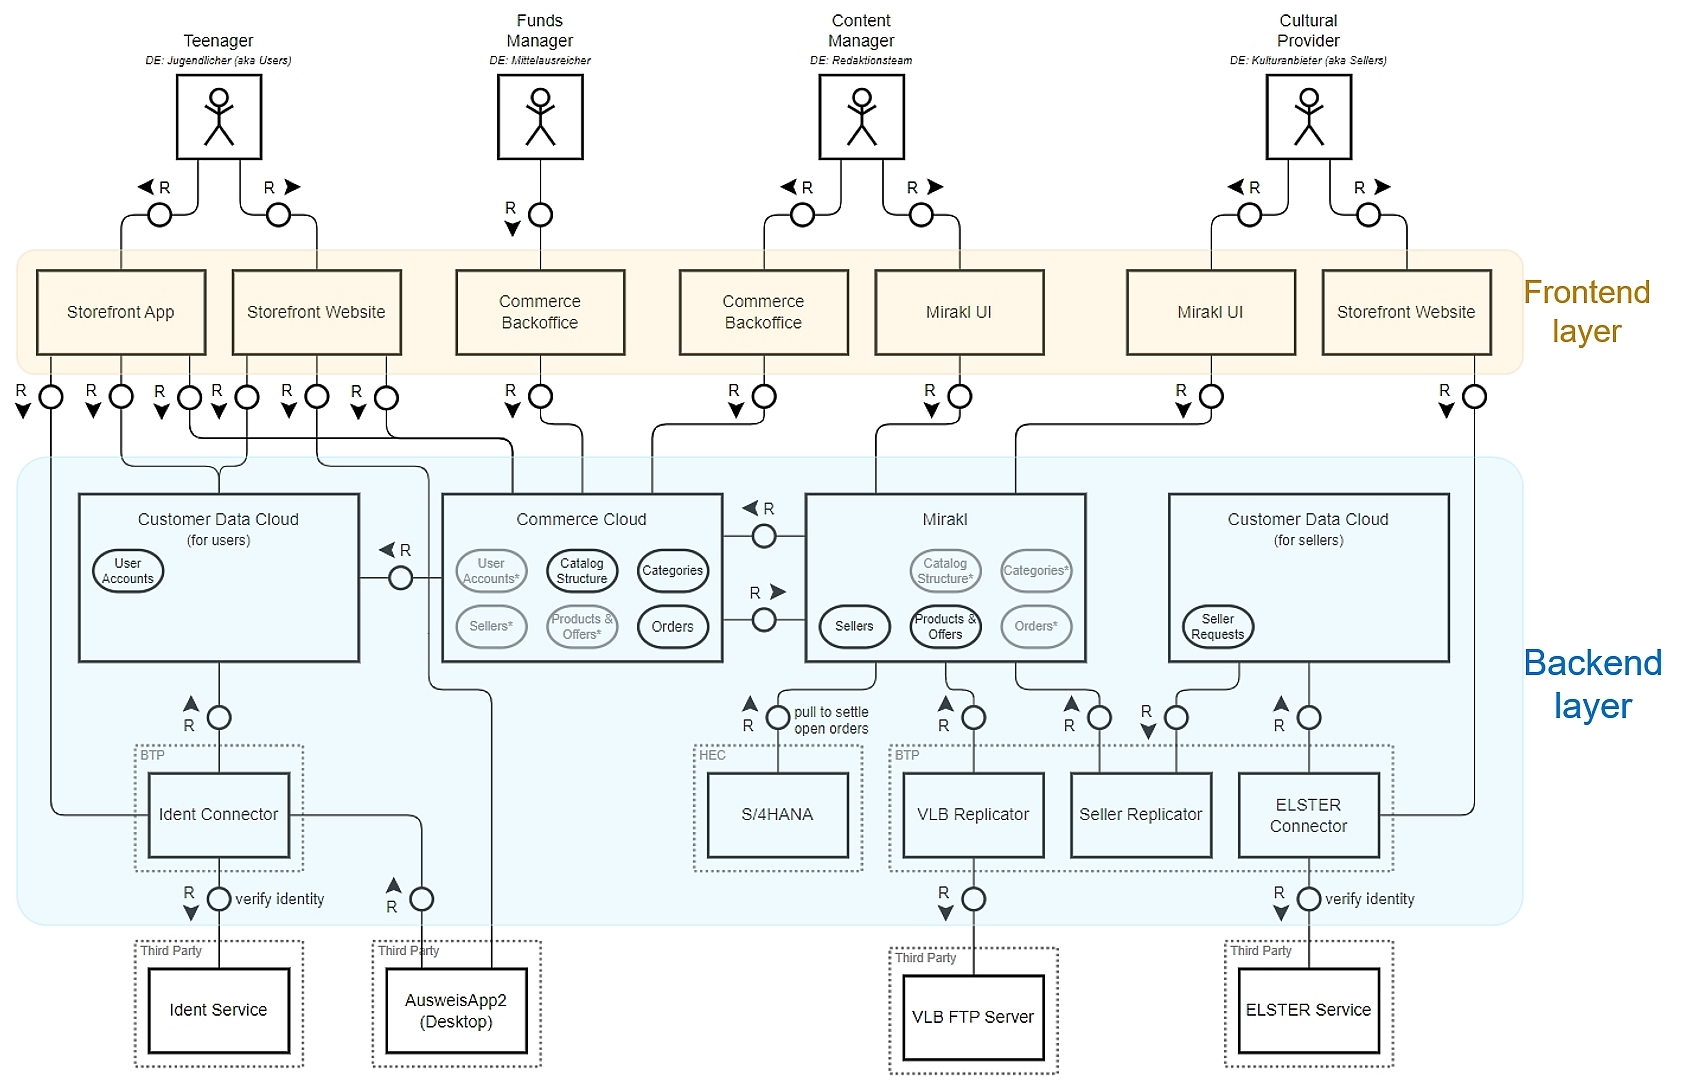 Teenager
DE: Jugendlicher (aka Users)
Funds
Manager
DE: Mittelausreicher
Content
Manager
DE: Redaktionsteam
Cultural
Provider
DE: Kulturanbieter (aka Sellers)
R
R
R
R
R
R
R
Storefront App
Storefront Website
Commerce
Backoffice
Commerce
Backoffice
Mirakl UI
Mirakl UI
Storefront Website
Frontend
layer
R
R
R
R
R
R
R
R
R
R
R
Customer Data Cloud
(for users)
User
Accounts
R
Commerce Cloud
User
Accounts*
Catalog
Structure
Categories
Sellers*
Products &
Offers*
Orders
R
R
Mirakl
Catalog
Structure*
Categories*
Sellers
Products &
Offers
Orders*
Customer Data Cloud
(for sellers)
Seller
Requests
Backend
layer
R
R
pull to settle
open orders
R
R
R
R
BTP
Ident Connector
HEC
S/4HANA
BTP
VLB Replicator
Seller Replicator
ELSTER
Connector
R
verify identity
R
R
R
verify identity
Third Party
Ident Service
Third Party
AusweisApp2
(Desktop)
Third Party
VLB FTP Server
Third Party
ELSTER Service